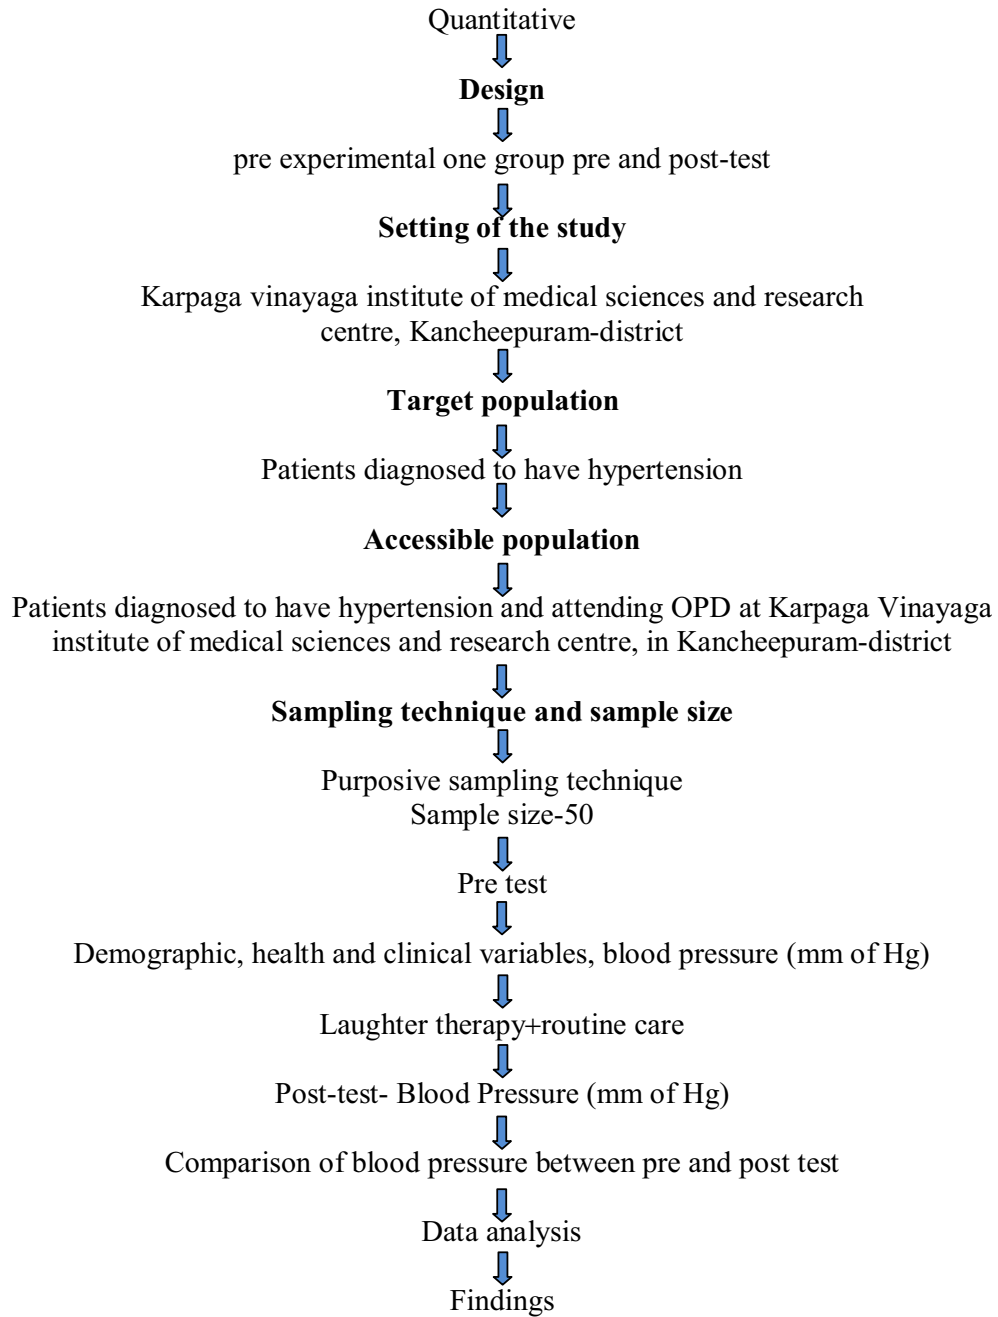 Quantitative
Design
pre experimental one group pre and post-test
Setting of the study
Karpaga vinayaga institute of medical sciences and research
centre, Kancheepuram-district
Target population
Patients diagnosed to have hypertension
Accessible population
Patients diagnosed to have hypertension and attending OPD at Karpaga Vinayaga
institute of medical sciences and research centre, in Kancheepuram-district
Sampling technique and sample size
Purposive sampling technique
Sample size-50
Pre test
Demographic, health and clinical variables, blood pressure (mm of Hg)
Laughter therapy+routine care
Post-test- Blood Pressure (mm of Hg)
Comparison of blood pressure between pre and post test
Data analysis
Findings